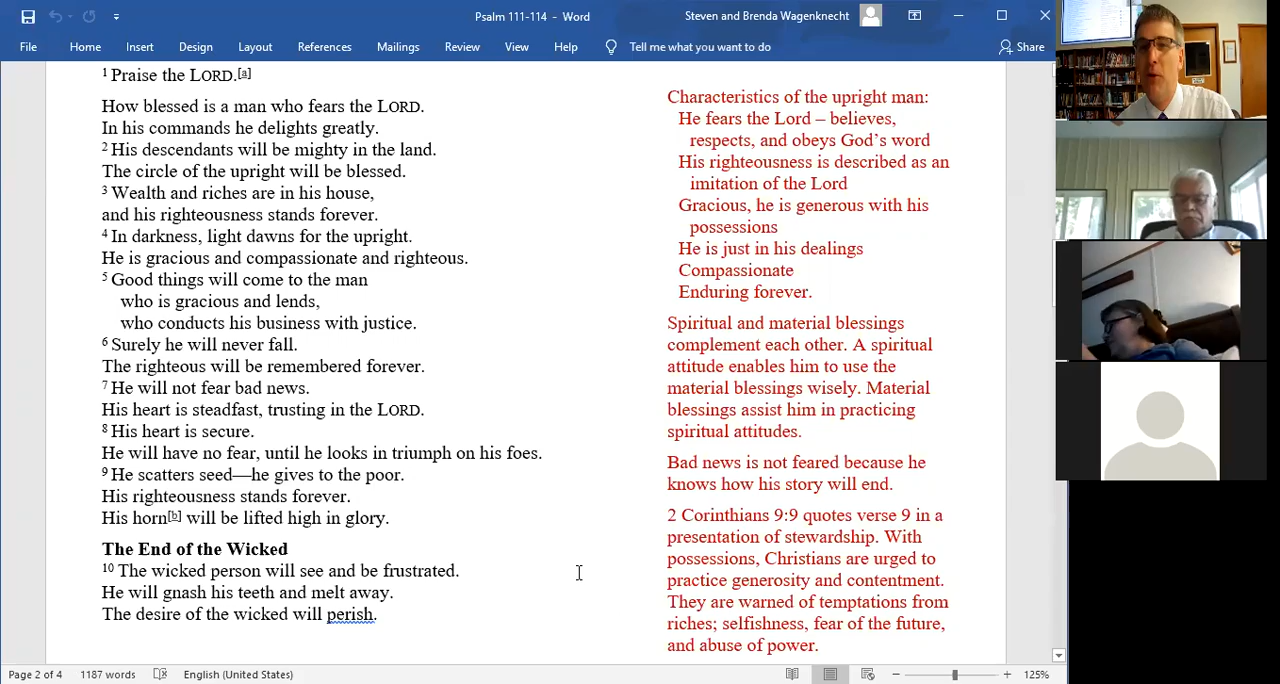 Psalm 111-114 - Word
Steven and Brenda Wagenknecht
File Home Insert Design Layout References Mailings Review View Help Tell me what you want to do Share
1 Praise the LORD.[a]
How blessed is a man who fears the LORD.
In his commands he delights greatly.
2 His descendants will be mighty in the land.
The circle of the upright will be blessed.
3 Wealth and riches are in his house,
and his righteousness stands forever.
4 In darkness, light dawns for the upright.
He is gracious and compassionate and righteous.
5 Good things will come to the man
who is gracious and lends,
who conducts his business with justice.
6 Surely he will never fall.
The righteous will be remembered forever.
7 He will not fear bad news.
His heart is steadfast, trusting in the LORD.
8 His heart is secure.
He will have no fear, until he looks in triumph on his foes.
9 He scatters seed—he gives to the poor.
His righteousness stands forever.
His horn[b] will be lifted high in glory.
The End of the Wicked
10 The wicked person will see and be frustrated.
He will gnash his teeth and melt away.
The desire of the wicked will perish.
Characteristics of the upright man:
He fears the Lord – believes,
respects, and obeys God's word
His righteousness is described as an
imitation of the Lord
Gracious, he is generous with his
possessions
He is just in his dealings
Compassionate
Enduring forever.
Spiritual and material blessings
complement each other. A spiritual
attitude enables him to use the
material blessings wisely. Material
blessings assist him in practicing
spiritual attitudes.
Bad news is not feared because he
knows how his story will end.
2 Corinthians 9:9 quotes verse 9 in a
presentation of stewardship. With
possessions, Christians are urged to
practice generosity and contentment.
They are warned of temptations from
riches; selfishness, fear of the future,
and abuse of power.
Page 2 of 4 1187 words English (United States) 125%